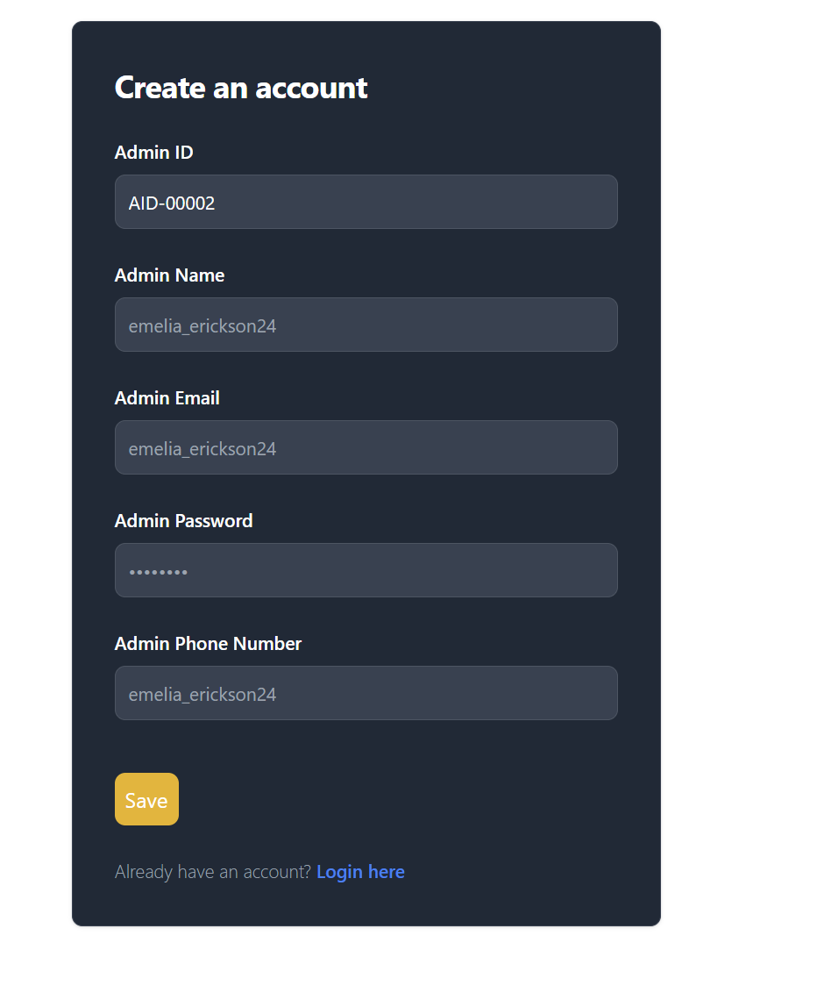 Create an account
Admin ID
AID-00002
Admin Name
emelia_erickson24
Admin Email
emelia_erickson24
Admin Password
••••••••
Admin Phone Number
emelia_erickson24
Save
Already have an account? Login here